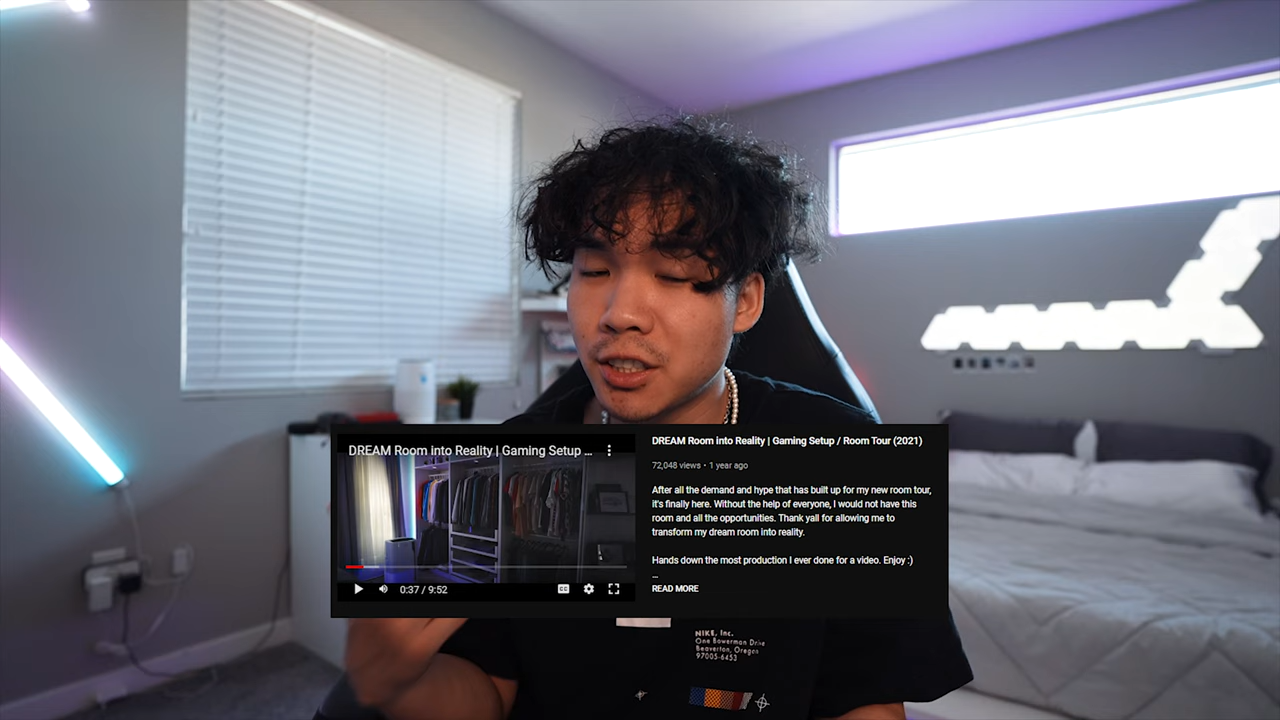 DREAM Room into Reality | Gaming Setup ...
0:37 / 9:52
CC
DREAM Room into Reality | Gaming Setup / Room Tour (2021)
72,048 views • 1 year ago
After all the demand and hype that has built up for my new room tour,
it's finally here. Without the help of everyone, I would not have this
room and all the opportunities. Thank yall for allowing me to
transform my dream room into reality.
Hands down the most production I ever done for a video. Enjoy :)
...
READ MORE
NIKE, Inc.
One Bowerman Drive
Beaverton, Oregon
97005-6453